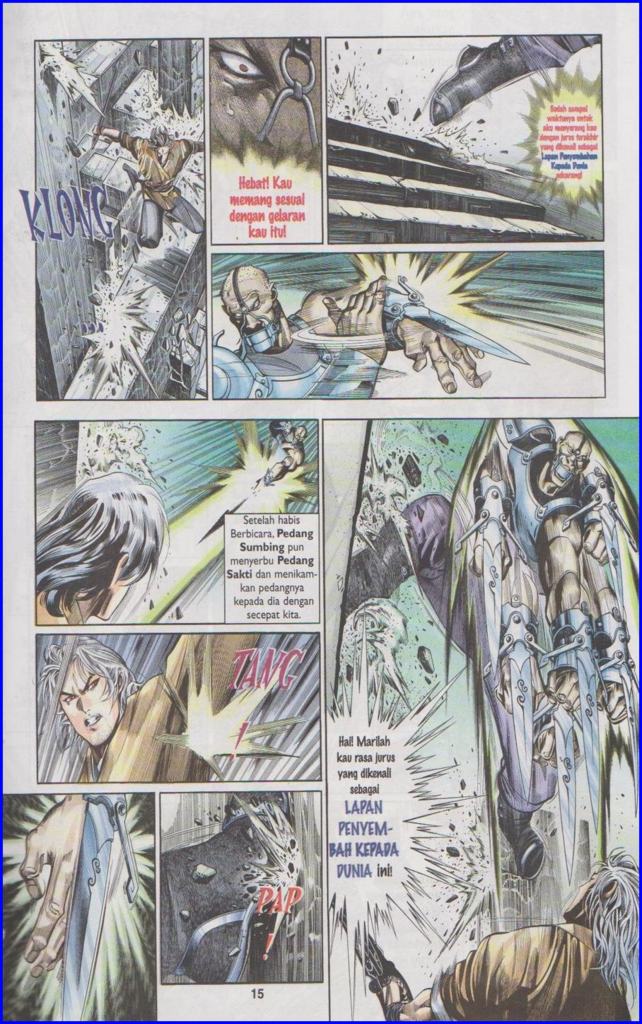 KLONG
...
Hebat! Kau
memang sesuai
dengan gelaran
kau itu!
Sudah sampai
waktunya untuk
aku menyerang kau
dengan jurus terakhir
yang dikenali sebagai
Lapan Penyembahan
Kepada Dunia
sekarang!
Setelah habis
Berbicara, Pedang
Sumbing pun
menyerbu Pedang
Sakti dan menikam-
kan pedangnya
kepada dia dengan
secepat kita.
TANG
!
Hai! Marilah
kau rasa jurus
yang dikenali
sebagai
LAPAN
PENYEM-
BAH KEPADA
DUNIA ini!
PAP
!
15